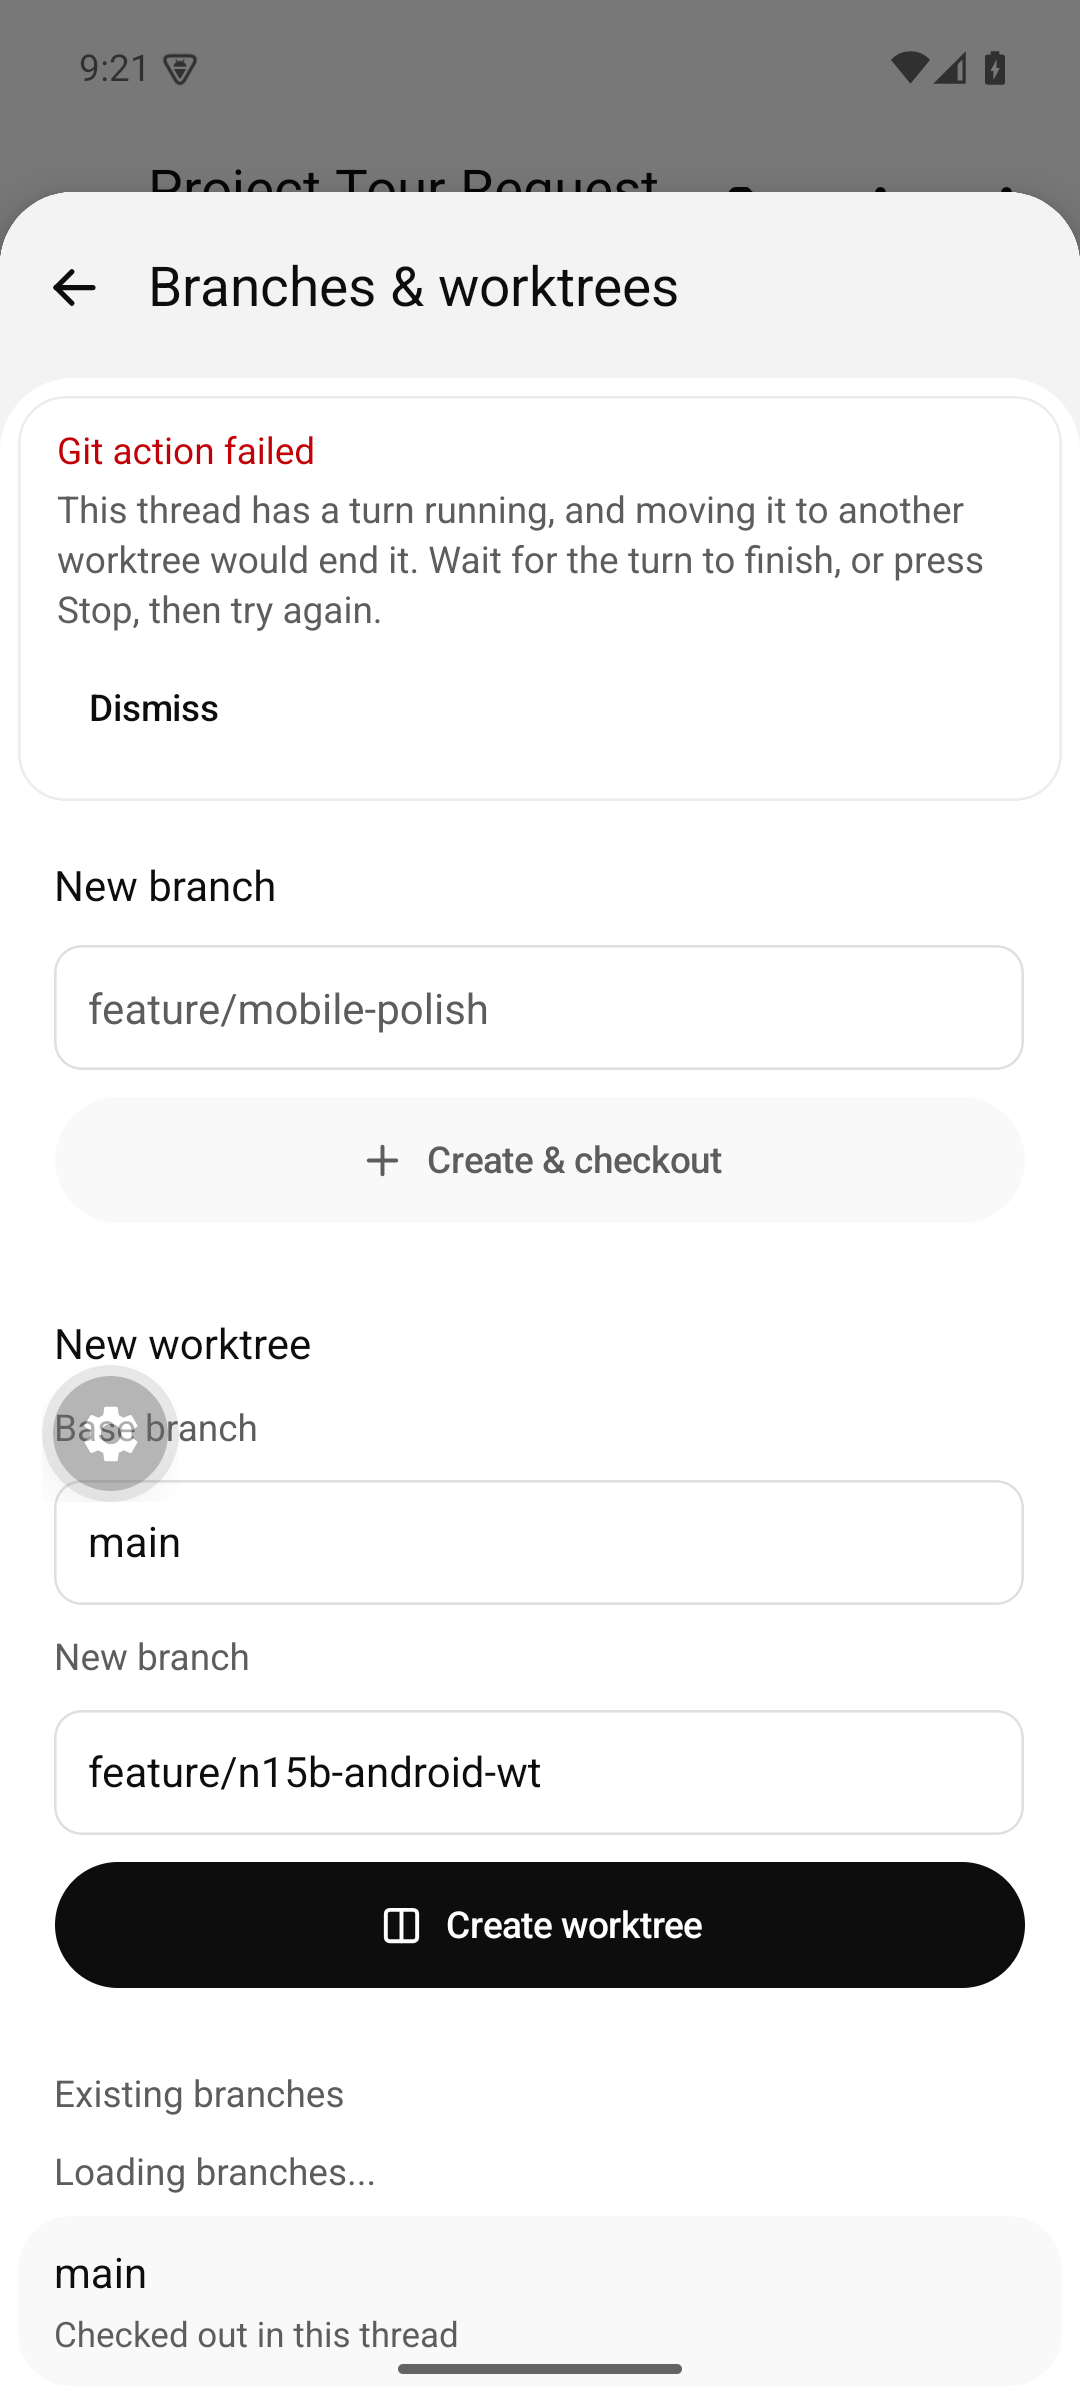 9:21
Project Tour Request
Branches & worktrees
Git action failed
This thread has a turn running, and moving it to another
worktree would end it. Wait for the turn to finish, or press
Stop, then try again.
Dismiss
New branch
feature/mobile-polish
Create & checkout
New worktree
Base branch
main
New branch
feature/n15b-android-wt
Create worktree
Existing branches
Loading branches...
main
Checked out in this thread